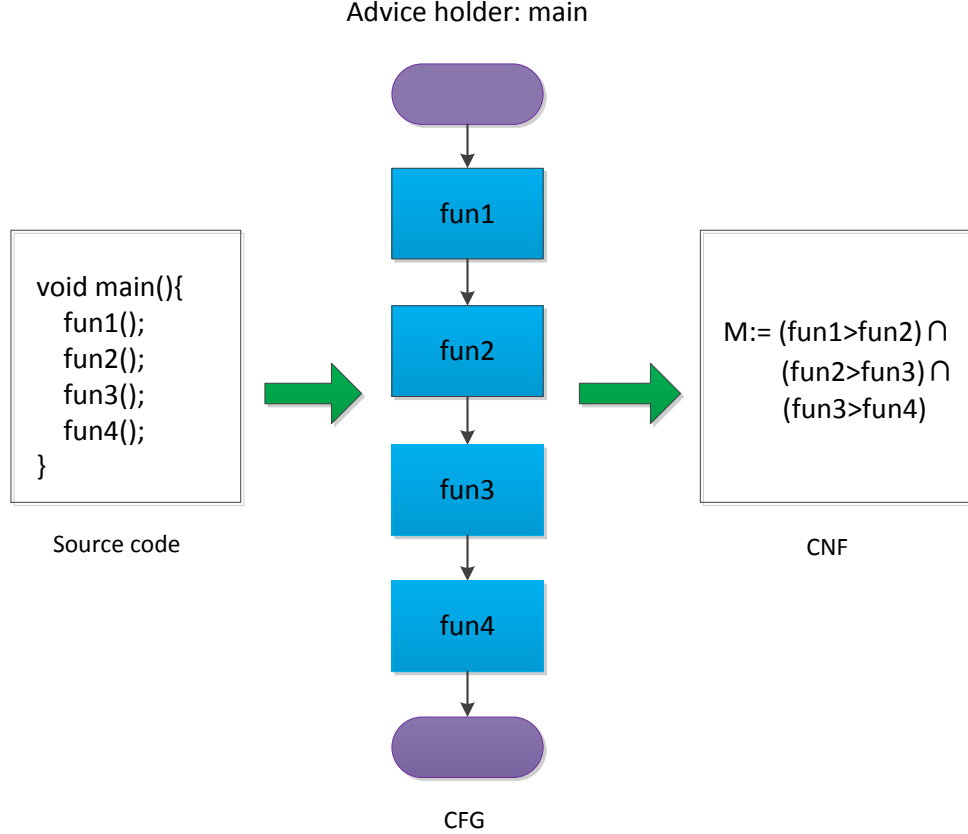 Advice holder: main
void main(){
fun1();
fun2();
fun3();
fun4();
}
Source code
fun1
fun2
fun3
fun4
CFG
M:= (fun1>fun2) ∩
(fun2>fun3) ∩
(fun3>fun4)
CNF